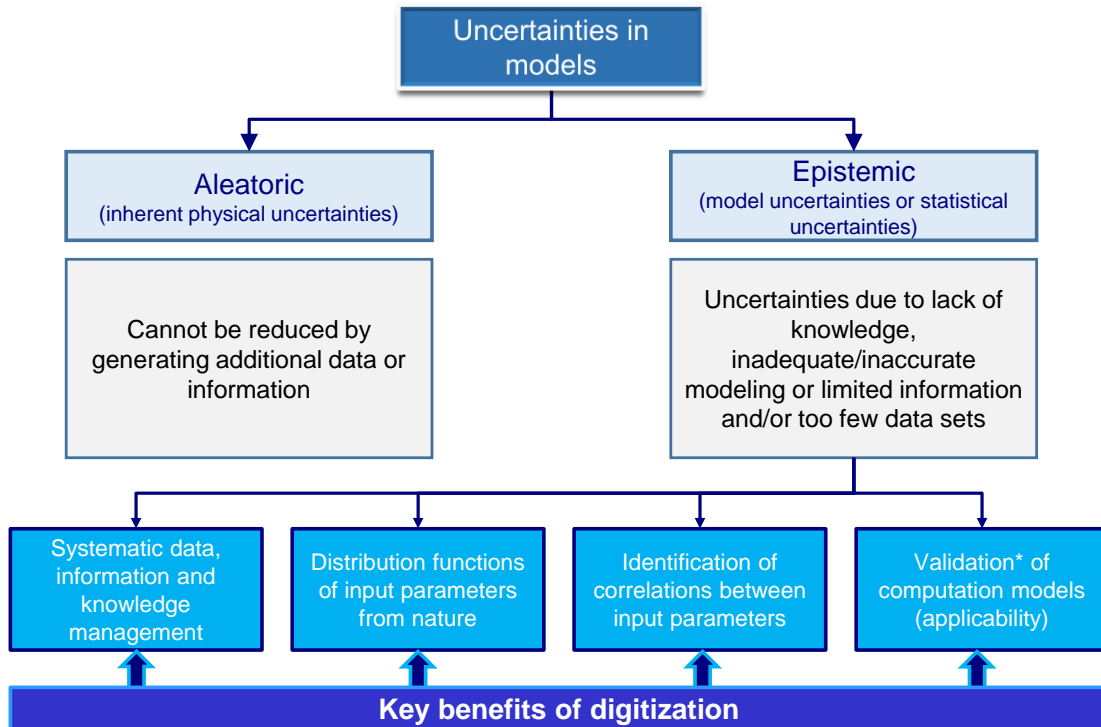 Uncertainties in
models
Aleatoric
(inherent physical uncertainties)
Epistemic
(model uncertainties or statistical
uncertainties)
Cannot be reduced by
generating additional data or
information
Uncertainties due to lack of
knowledge,
inadequate/inaccurate
modeling or limited information
and/or too few data sets
Systematic data,
information and
knowledge
management
Distribution functions
of input parameters
from nature
Identification of
correlations between
input parameters
Validation* of
computation models
(applicability)
Key benefits of digitization